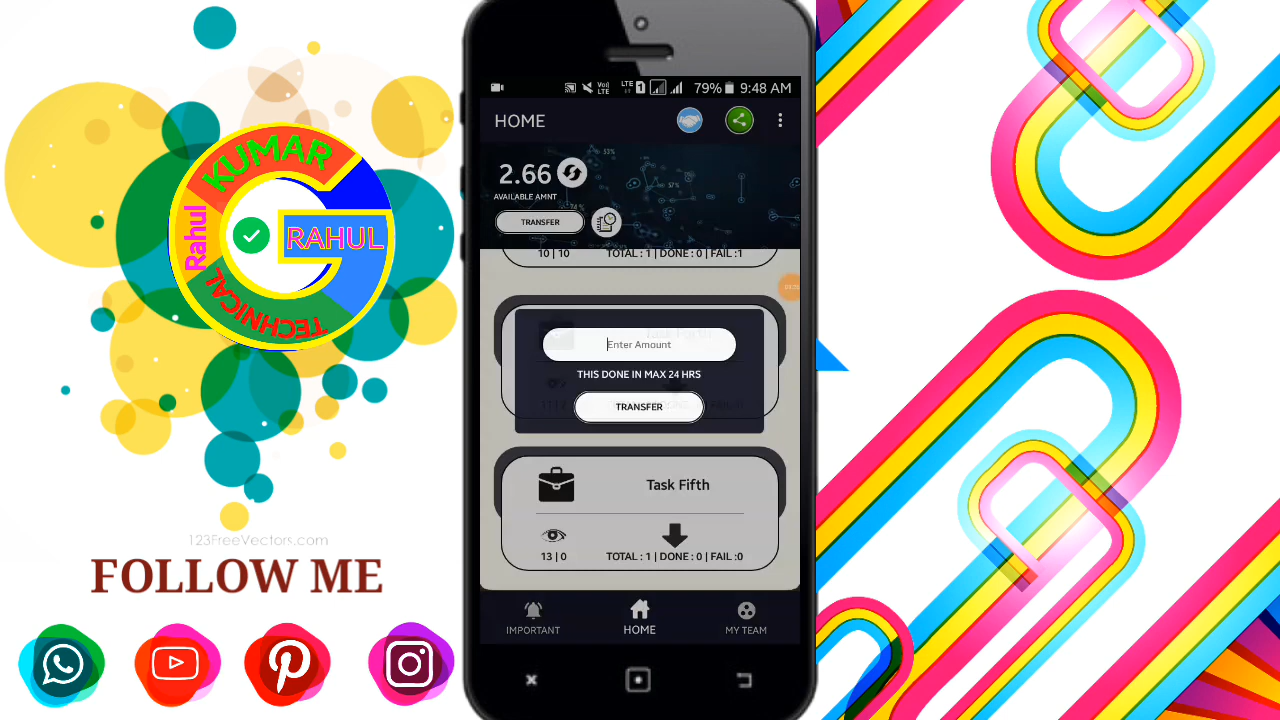 KUMAR
Rahul
RAHUL
TECHNICAL
123FreeVectors.com
FOLLOW ME
LTE
79% 9:48 AM
HOME
2.66
AVAILABLE AMNT
TRANSFER
10 | 10 TOTAL : 1 | DONE : 0 | FAIL :1
Enter Amount
THIS DONE IN MAX 24 HRS
TRANSFER
Task Fifth
13 | 0 TOTAL : 1 | DONE : 0 | FAIL :0
IMPORTANT
HOME
MY TEAM